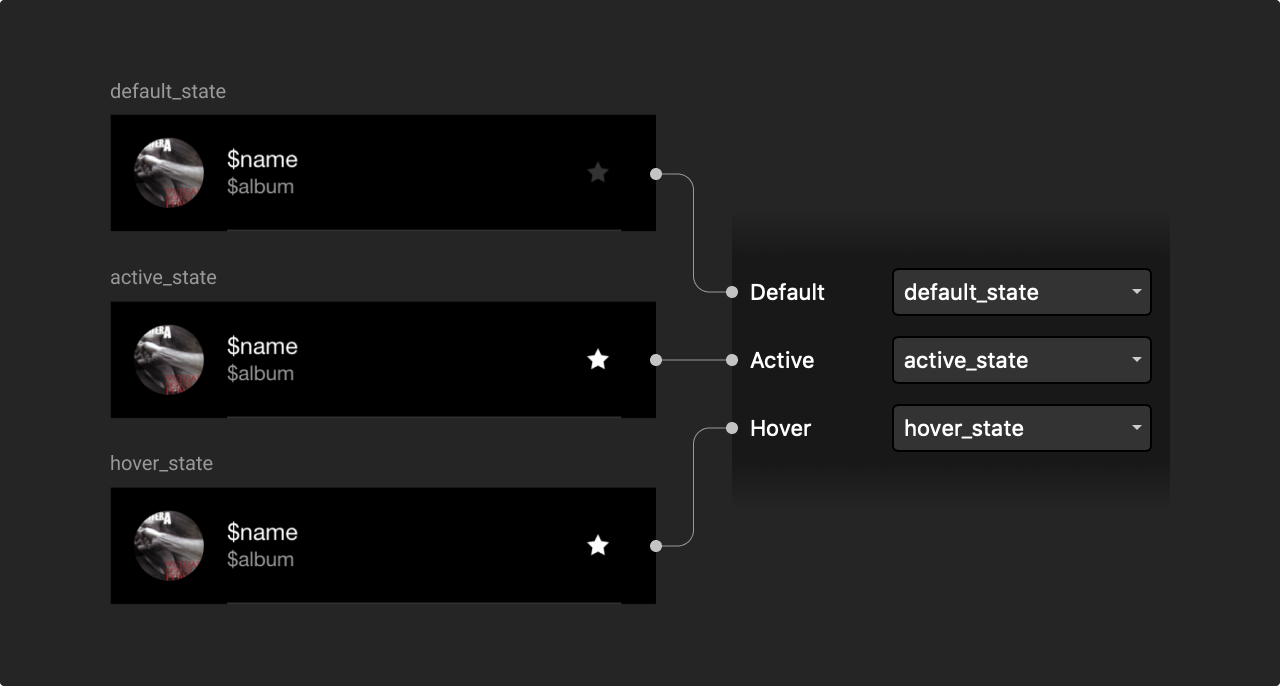 default_state
$name
$album
active_state
$name
$album
hover_state
$name
$album
Default default_state
Active active_state
Hover hover_state